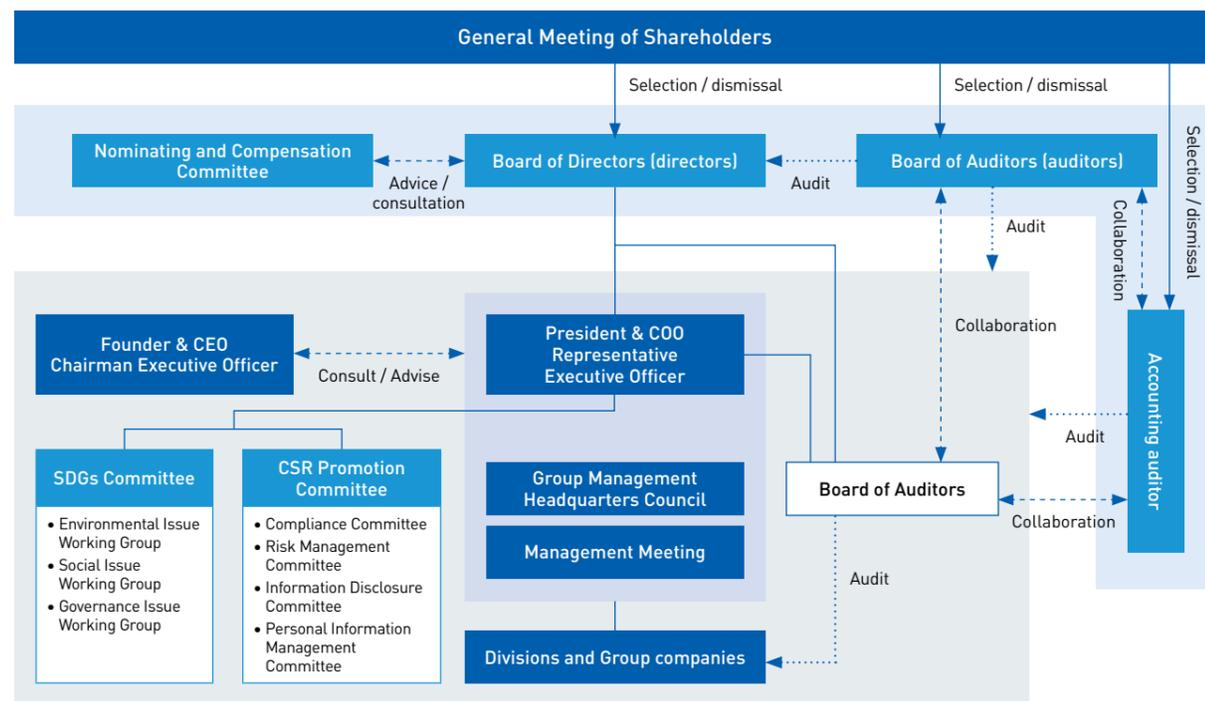 General Meeting of Shareholders
Selection / dismissal
Selection / dismissal
Selection / dismissal
Nominating and Compensation
Committee
Advice /
consultation
Board of Directors (directors)
Audit
Board of Auditors (auditors)
Audit
Collaboration
Collaboration
Founder & CEO
Chairman Executive Officer
Consult / Advise
President & COO
Representative
Executive Officer
Accounting auditor
Audit
SDGs Committee
• Environmental Issue
Working Group
• Social Issue
Working Group
• Governance Issue
Working Group
CSR Promotion
Committee
• Compliance Committee
• Risk Management
Committee
• Information Disclosure
Committee
• Personal Information
Management
Committee
Group Management
Headquarters Council
Management Meeting
Board of Auditors
Collaboration
Audit
Divisions and Group companies